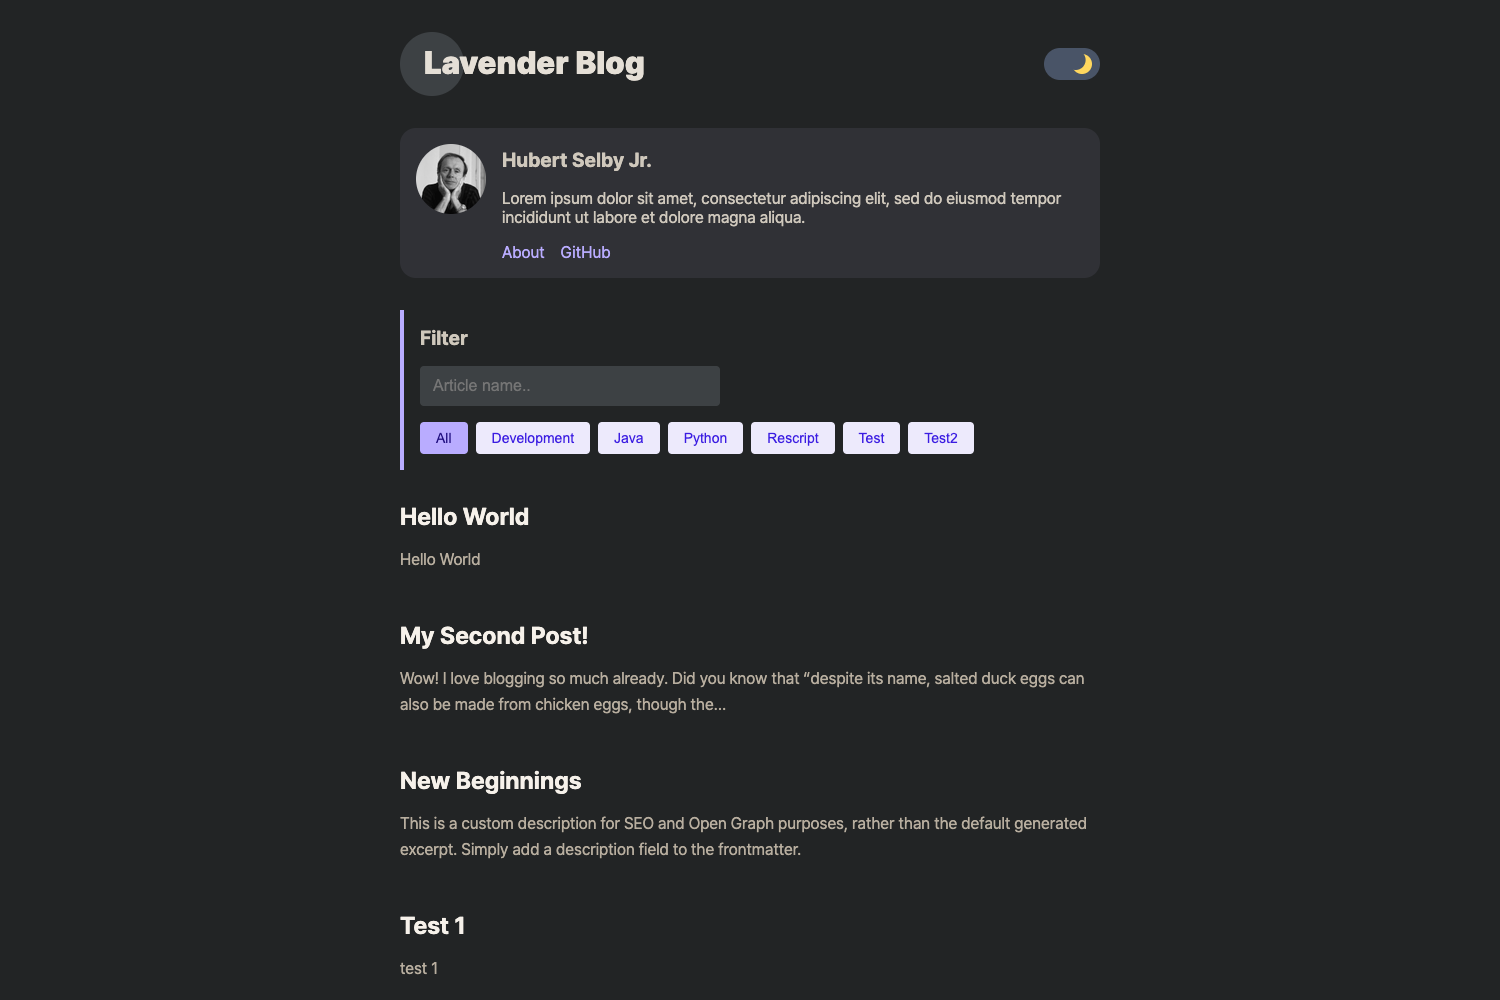 Lavender Blog
Hubert Selby Jr.
Lorem ipsum dolor sit amet, consectetur adipiscing elit, sed do eiusmod tempor
incididunt ut labore et dolore magna aliqua.
About GitHub
Filter
Article name..
All Development Java Python Rescript Test Test2
Hello World
Hello World
My Second Post!
Wow! I love blogging so much already. Did you know that “despite its name, salted duck eggs can
also be made from chicken eggs, though the…
New Beginnings
This is a custom description for SEO and Open Graph purposes, rather than the default generated
excerpt. Simply add a description field to the frontmatter.
Test 1
test 1